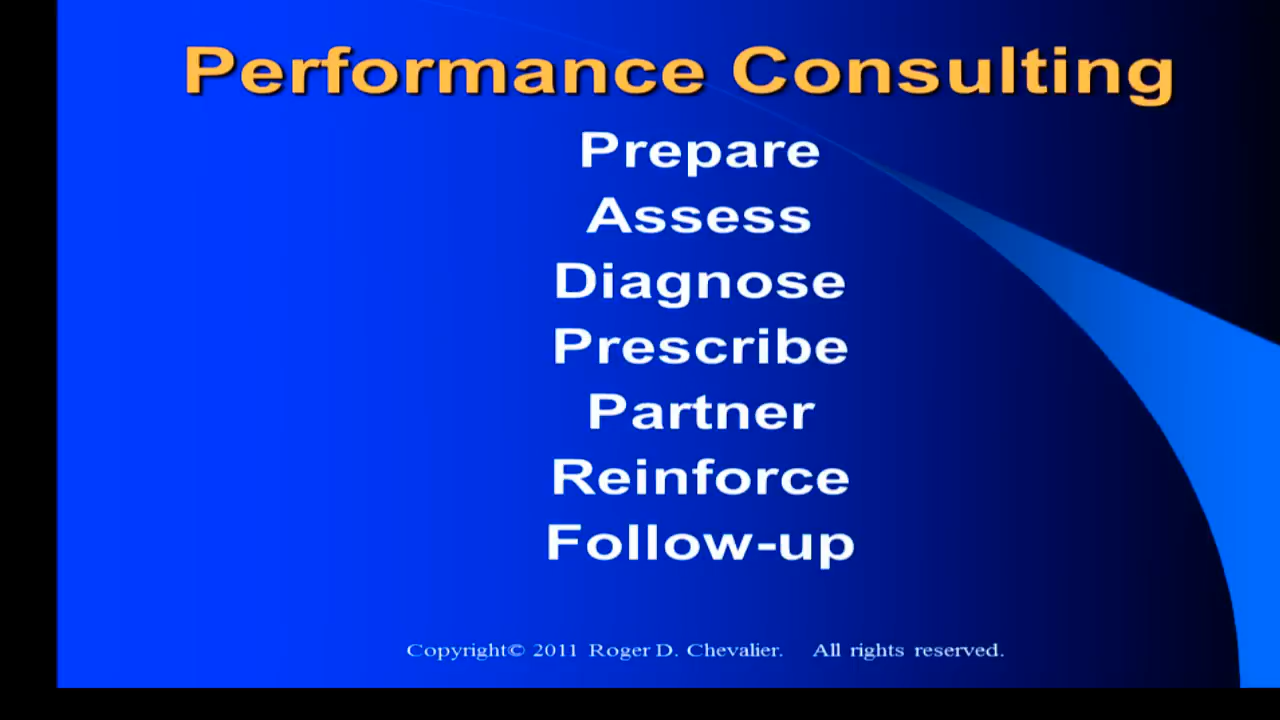 Performance Consulting
Prepare
Assess
Diagnose
Prescribe
Partner
Reinforce
Follow-up
Copyright© 2011 Roger D. Chevalier. All rights reserved.